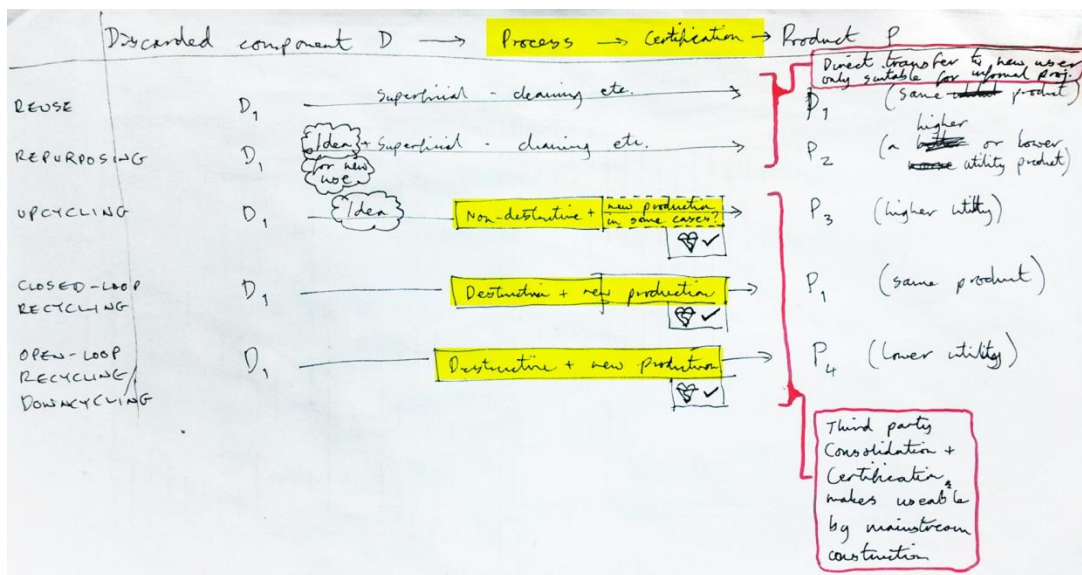 Discarded component D → Process → Certification → Product P
Direct transfer to new user
only suitable for informal proj.
REUSE D1 Superficial - cleaning etc. P1 (same product)
REPURPOSING D1 Idea for new use + Superficial - cleaning etc. P2 (a higher or lower utility product)
UPCYCLING D1 Idea Non-destructive + new production in some cases? ✓ P3 (higher utility)
CLOSED-LOOP
RECYCLING D1 Destructive + new production ✓ P1 (same product)
OPEN-LOOP
RECYCLING/
DOWNCYCLING D1 Destructive + new production ✓ P4 (lower utility)
Third party
Consolidation +
Certification
makes useable
by mainstream
construction